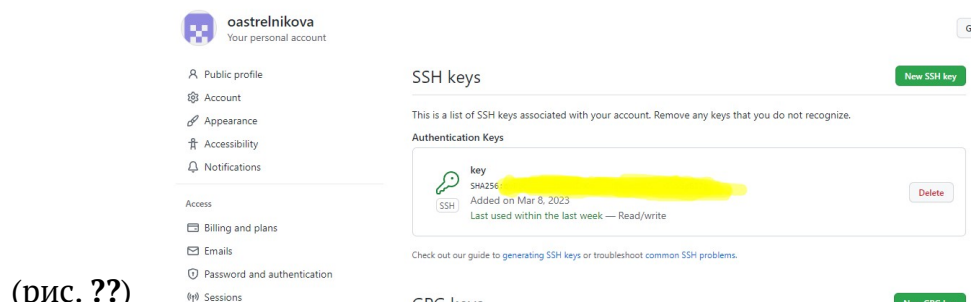 oastrelnikova
Your personal account
G
Public profile
Account
Appearance
Accessibility
Notifications
Access
Billing and plans
Emails
Password and authentication
Sessions
SSH keys
New SSH key
This is a list of SSH keys associated with your account. Remove any keys that you do not recognize.
Authentication Keys
key
SHA256:
SSH
Added on Mar 8, 2023
Last used within the last week — Read/write
Delete
Check out our guide to generating SSH keys or troubleshoot common SSH problems.
GPG keys
New GPG key
(рис. ??)